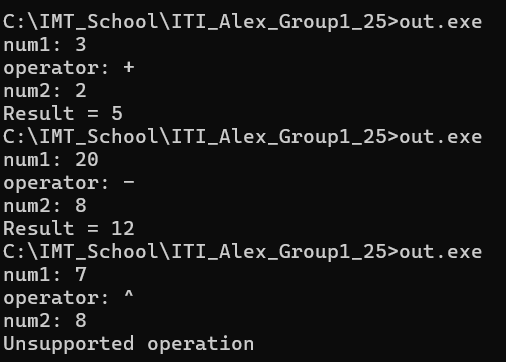 C:\IMT_School\ITI_Alex_Group1_25>out.exe
num1: 3
operator: +
num2: 2
Result = 5
C:\IMT_School\ITI_Alex_Group1_25>out.exe
num1: 20
operator: -
num2: 8
Result = 12
C:\IMT_School\ITI_Alex_Group1_25>out.exe
num1: 7
operator: ^
num2: 8
Unsupported operation